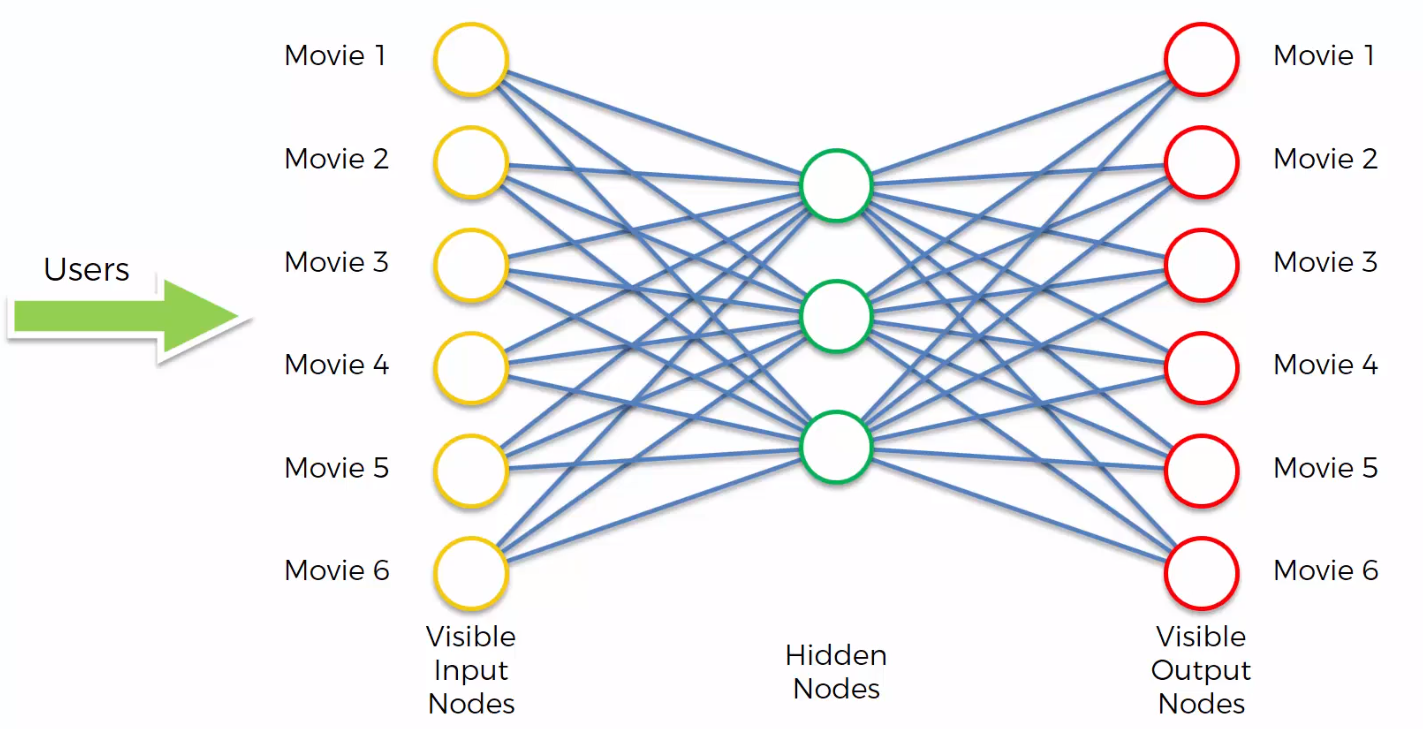 Movie 1
Movie 1
Movie 2
Movie 2
Users
Movie 3
Movie 3
Movie 4
Movie 4
Movie 5
Movie 5
Movie 6
Movie 6
Visible
Input
Nodes
Hidden
Nodes
Visible
Output
Nodes